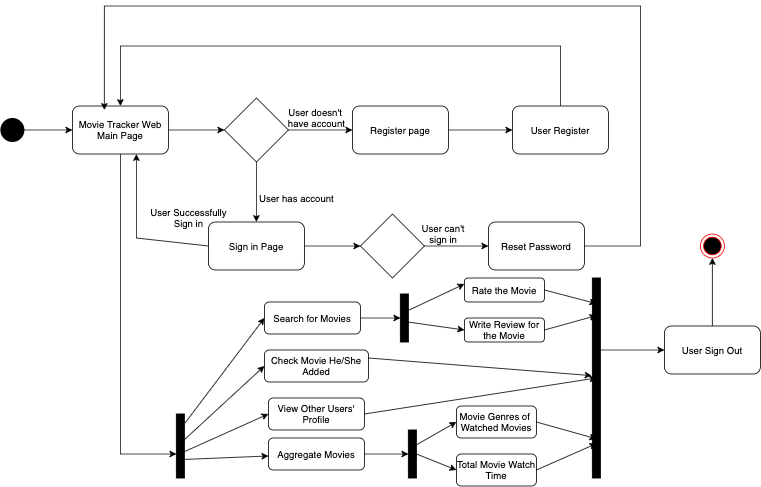 User doesn't
have account
Movie Tracker Web
Main Page
Register page
User Register
User has account
User Successfully
Sign in
Sign in Page
User can't
sign in
Reset Password
Search for Movies
Rate the Movie
Write Review for
the Movie
Check Movie He/She
Added
View Other Users'
Profile
Aggregate Movies
Movie Genres of
Watched Movies
Total Movie Watch
Time
User Sign Out